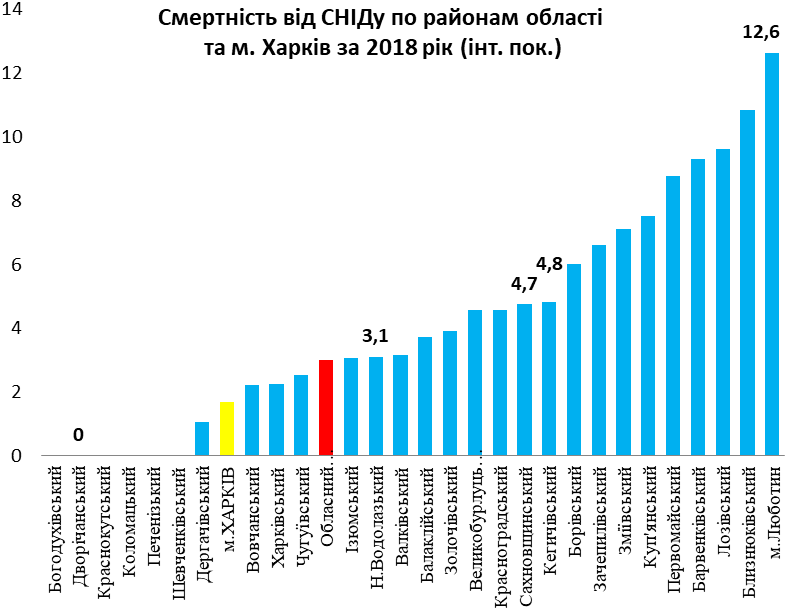 Смертність від СНІДу по районам області
та м. Харків за 2018 рік (інт. пок.)
14
12
10
8
6
4
2
0
0
3,1
4,7
4,8
12,6
Богодухівський
Дворічанський
Краснокутський
Коломацький
Печенізький
Шевченківський
Дергачівський
м.ХАРКІВ
Вовчанський
Харківський
Чугуївський
Обласний…
Ізюмський
Н.Водолазький
Валківський
Балаклійський
Золочівський
Великобурлуць…
Красноградський
Сахновщинський
Кегичівський
Борівський
Зачепилівський
Зміївський
Куп'янський
Первомайський
Барвенківський
Лозівський
Близнюківський
м.Люботин